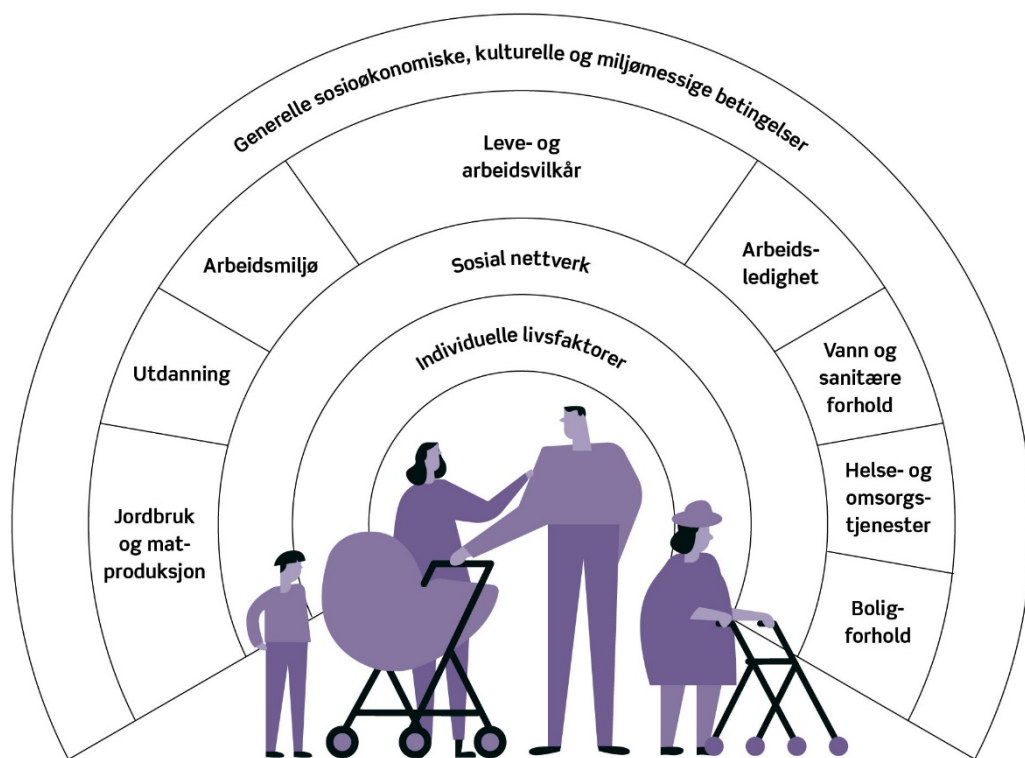 Generelle sosioøkonomiske, kulturelle og miljømessige betingelser
Leve- og
arbeidsvilkår
Arbeidsmiljø
Arbeids-
ledighet
Sosial nettverk
Individuelle livsfaktorer
Utdanning
Vann og
sanitære
forhold
Jordbruk
og mat-
produksjon
Helse- og
omsorgs-
tjenester
Bolig-
forhold